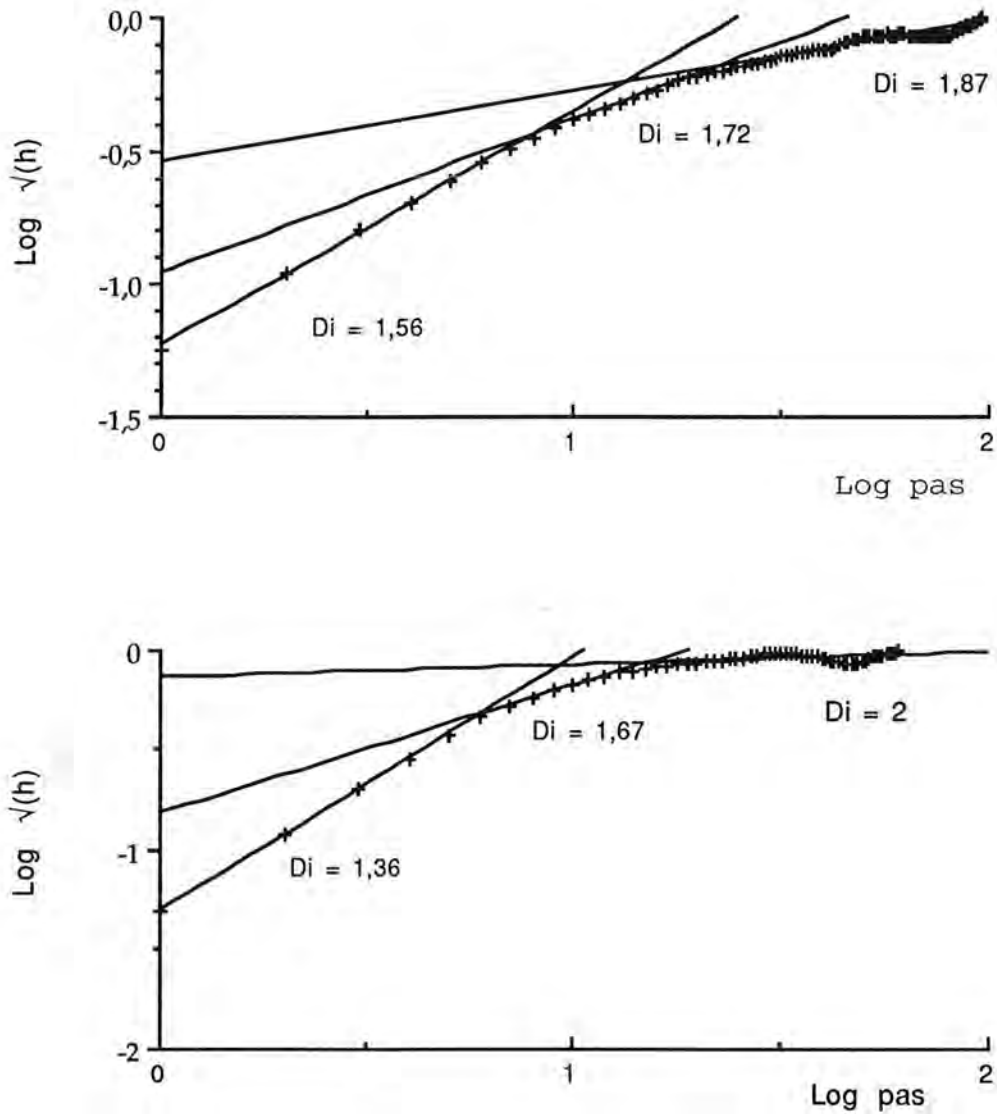 0,0
Di = 1,87
Di = 1,72
Log √(h)
-0,5
-1,0
Di = 1,56
-1,5
0
1
2
Log pas
0
Di = 1,67
Di = 2
Log √(h)
-1
Di = 1,36
-2
0
1
2
Log pas